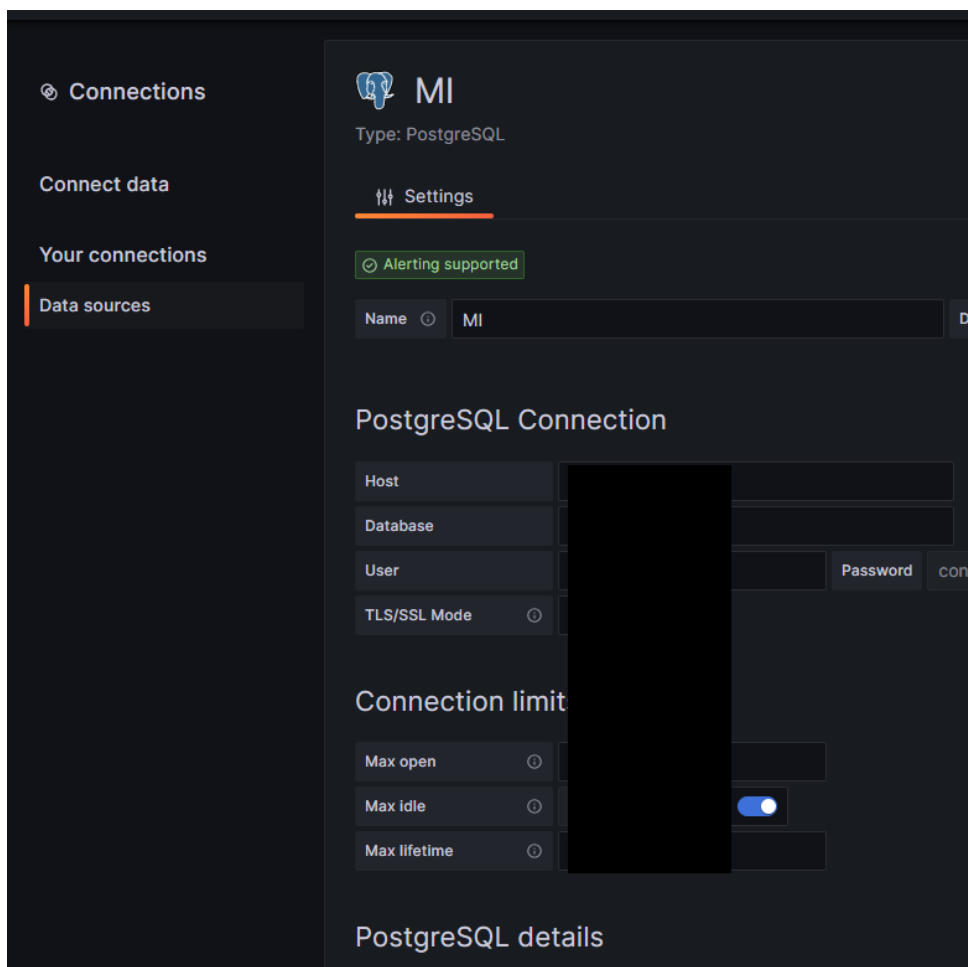 Connections
MI
Type: PostgreSQL
Connect data
Settings
Your connections
Alerting supported
Data sources
Name MI D
PostgreSQL Connection
Host
Database
User Password con
TLS/SSL Mode
Connection limit
Max open
Max idle
Max lifetime
PostgreSQL details